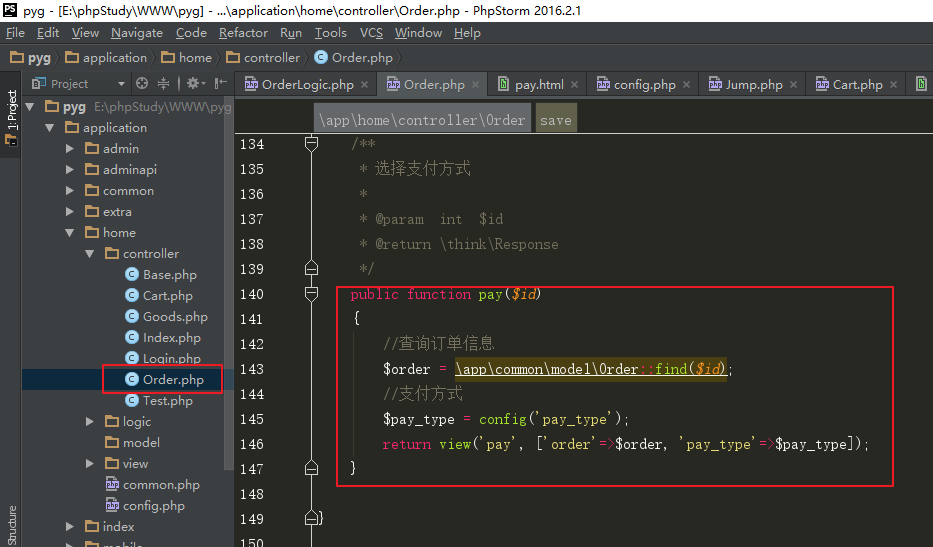 pyg - [E:\phpStudy\WWW\pyg] - ...\application\home\controller\Order.php - PhpStorm 2016.2.1
File Edit View Navigate Code Refactor Run Tools VCS Window Help
pyg application home controller Order.php
Project OrderLogic.php Order.php pay.html config.php Jump.php Cart.php
1: Project
pyg E:\phpStudy\WWW\pyg
application
admin
adminapi
common
extra
home
controller
Base.php
Cart.php
Goods.php
Index.php
Login.php
Order.php
Test.php
logic
model
view
common.php
config.php
index
mobile
Structure
\app\home\controller\Order save
134 /**
135 * 选择支付方式
136 *
137 * @param int $id
138 * @return \think\Response
139 */
140 public function pay($id)
141 {
142 //查询订单信息
143 $order = \app\common\model\Order::find($id);
144 //支付方式
145 $pay_type = config('pay_type');
146 return view('pay', ['order'=>$order, 'pay_type'=>$pay_type]);
147 }
148
149 }
150